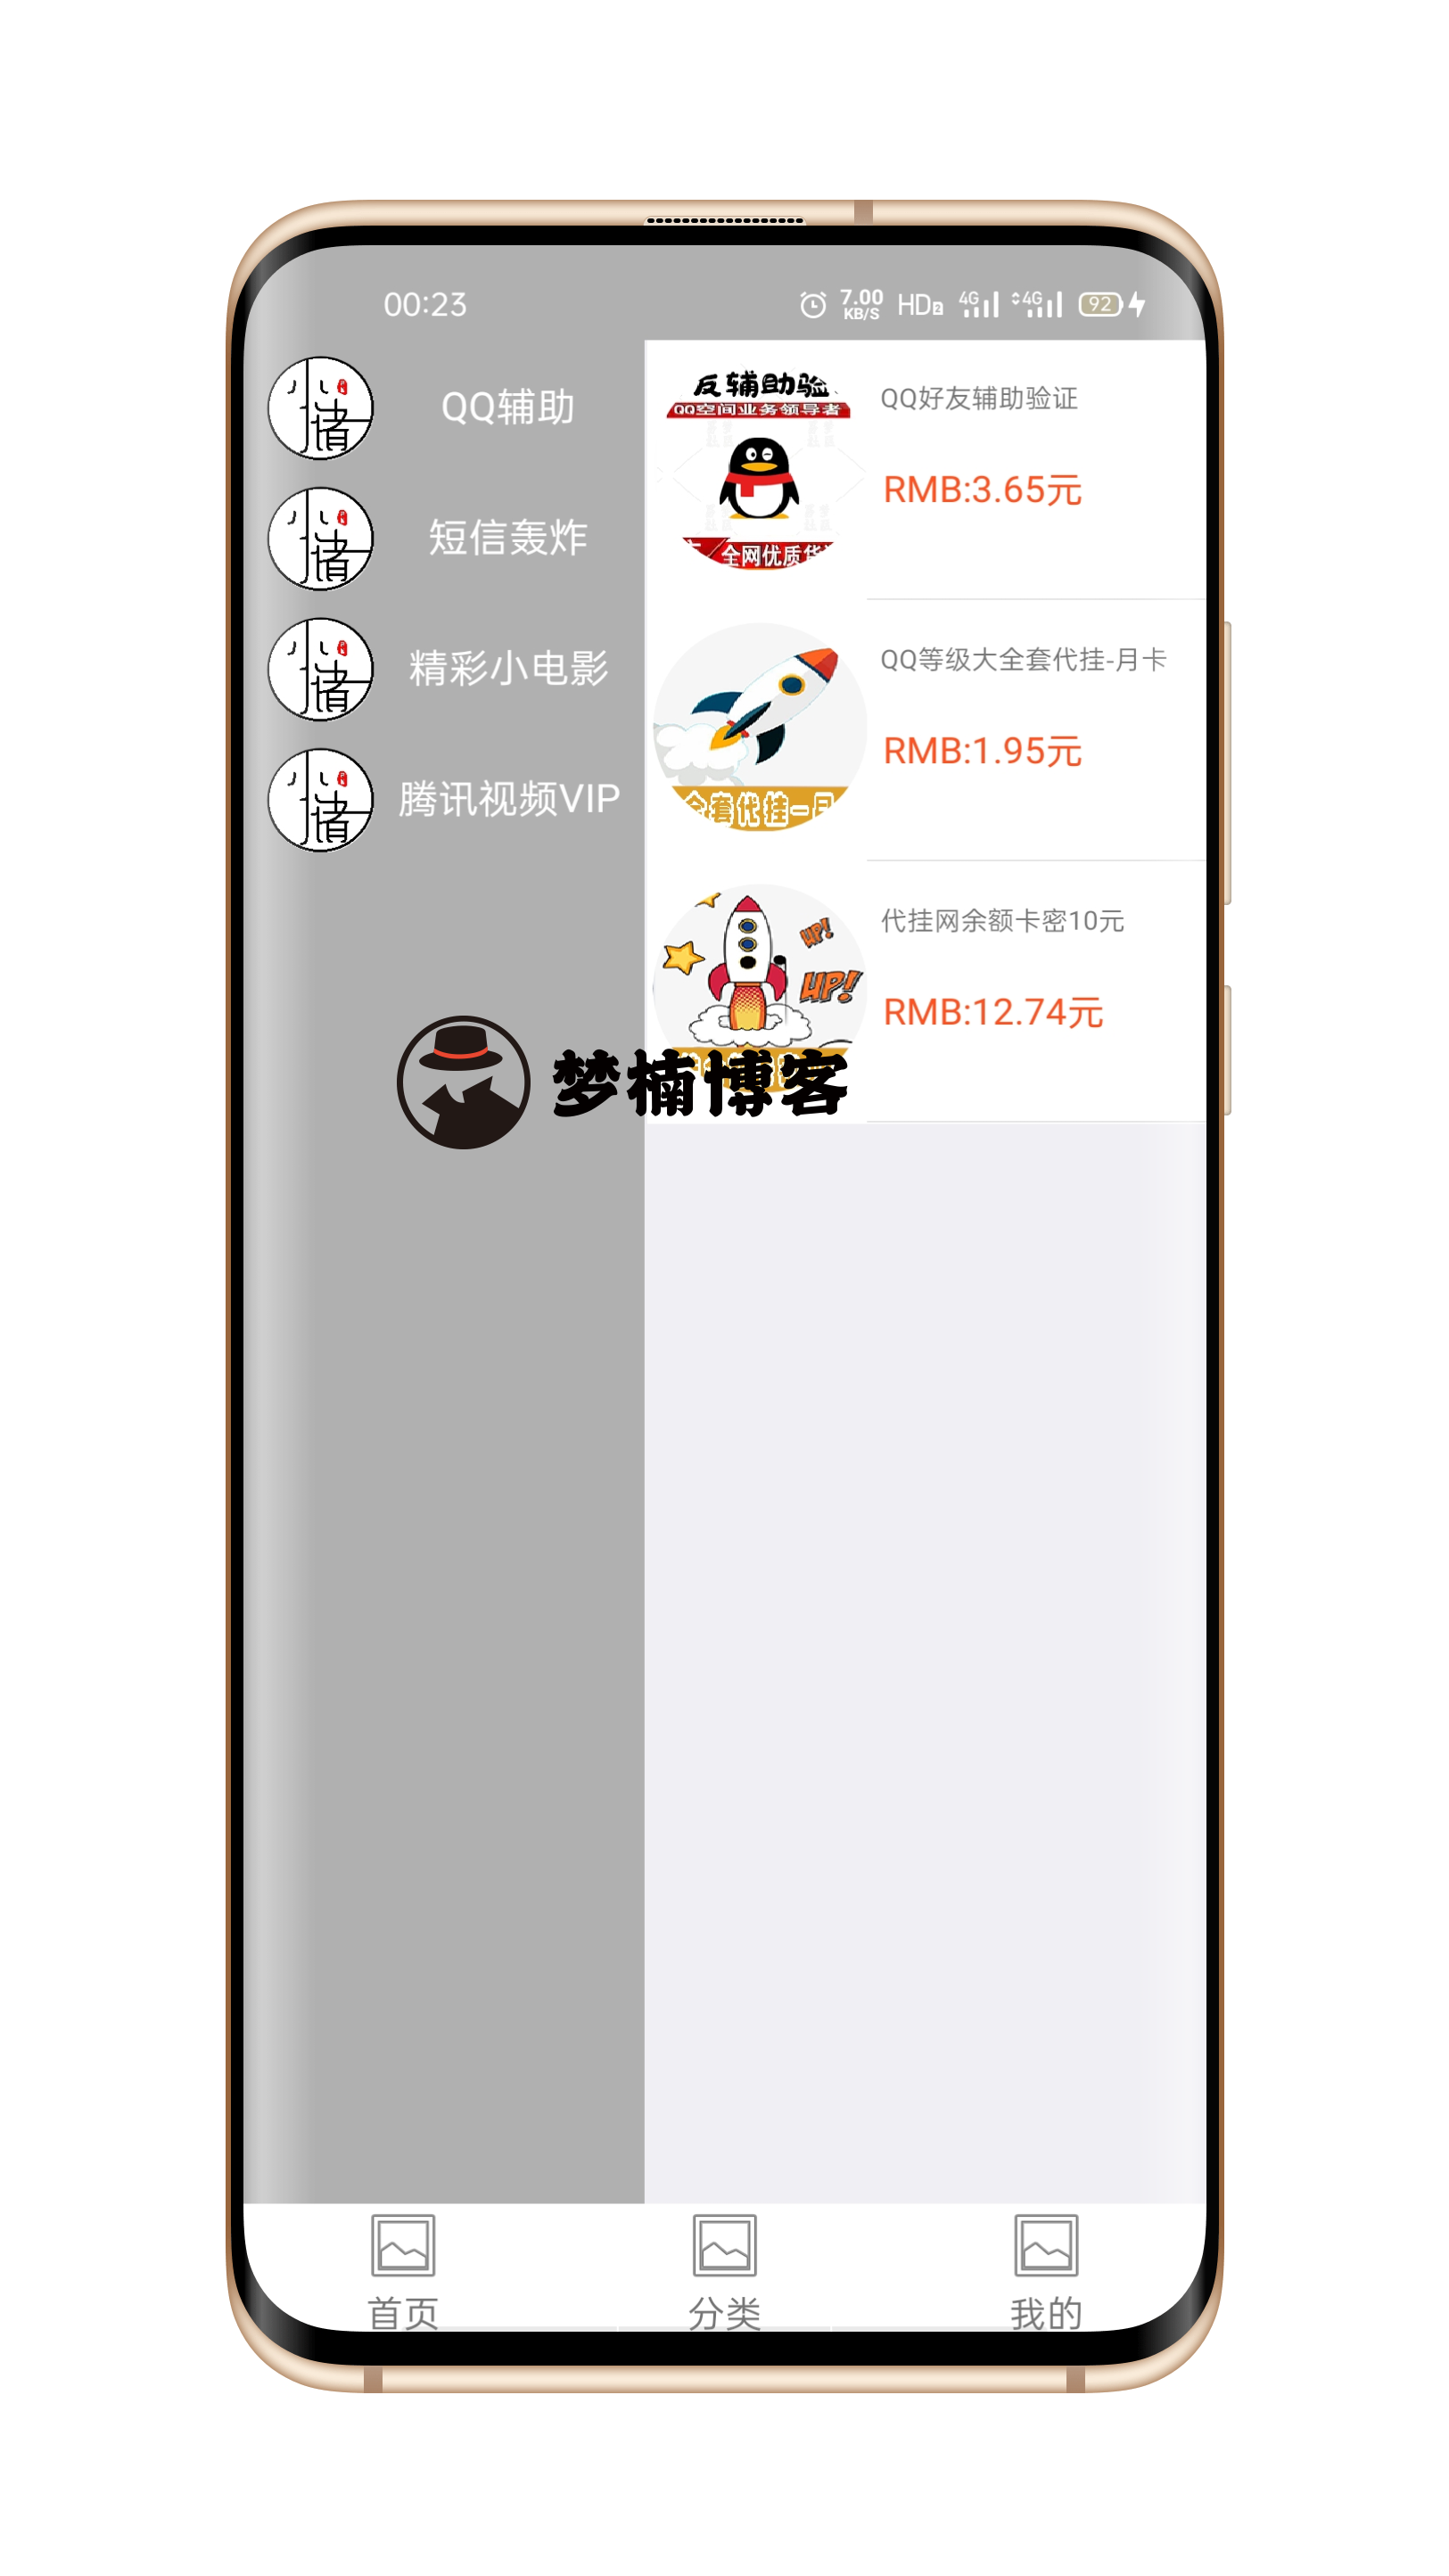 00:23
7.00 KB/S HD2 4G 4G 92
QQ辅助
短信轰炸
精彩小电影
腾讯视频VIP
友辅助验
QQ空间业务领导者
全网优质货
QQ好友辅助验证
RMB:3.65元
全套代挂一月
QQ等级大全套代挂-月卡
RMB:1.95元
UP!
UP!
代挂网余额卡密10元
RMB:12.74元
梦楠博客
首页
分类
我的